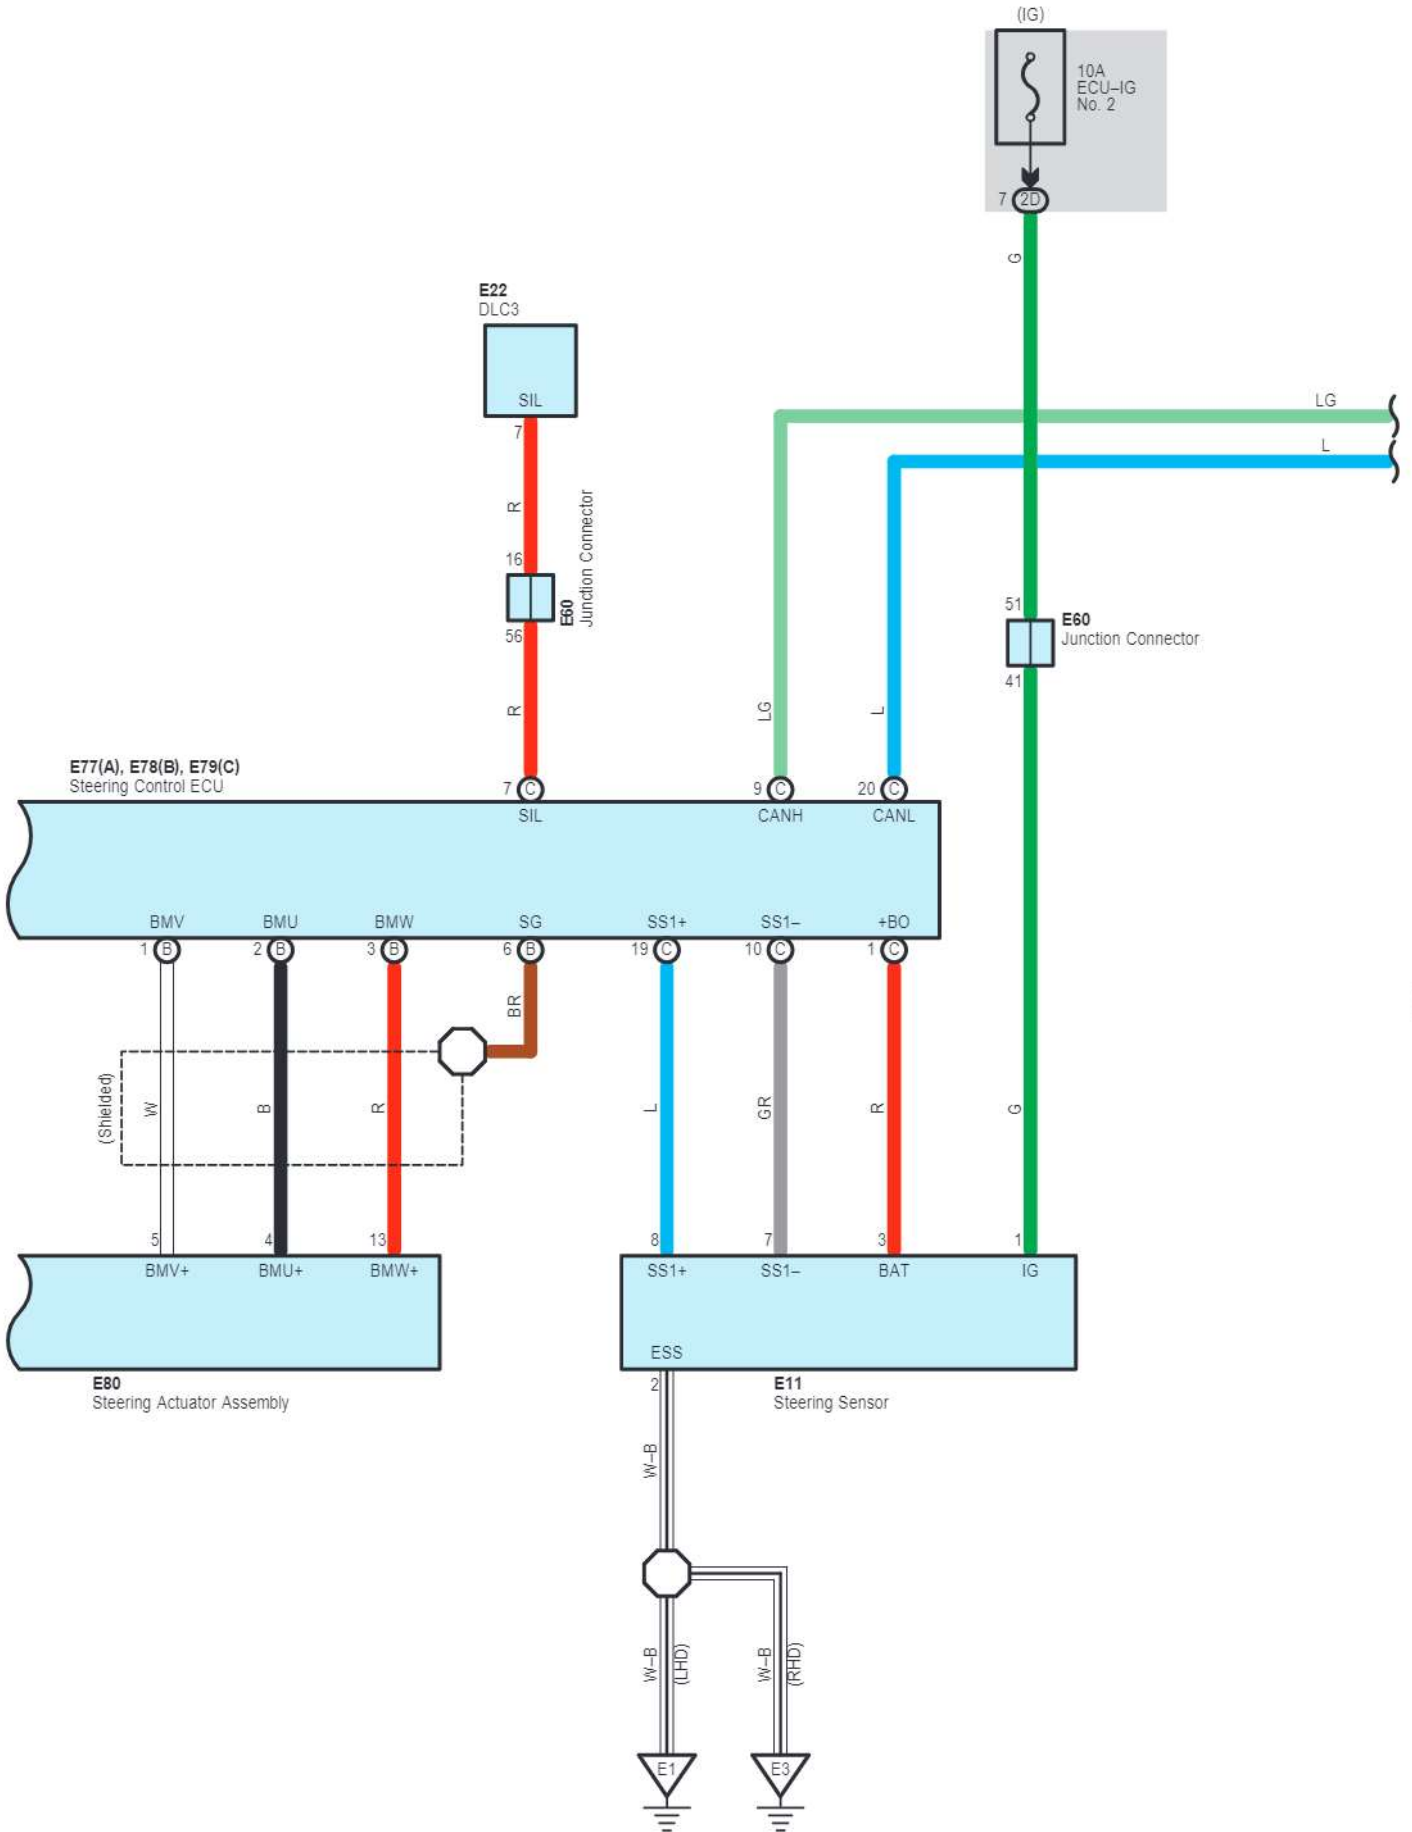 (IG)
10A
ECU–IG
No. 2
7
2D
G
E22
DLC3
SIL
7
LG
L
R
16
E60
Junction Connector
56
51
E60
Junction Connector
41
R
LG
L
E77(A), E78(B), E79(C)
Steering Control ECU
7 C
9 C
20 C
SIL
CANH
CANL
BMV
BMU
BMW
SG
SS1+
SS1–
+BO
1 B
2 B
3 B
6 B
19 C
10 C
1 C
BR
(Shielded)
W
B
R
L
GR
R
G
5
4
13
8
7
3
1
BMV+
BMU+
BMW+
SS1+
SS1–
BAT
IG
ESS
E80
Steering Actuator Assembly
2
E11
Steering Sensor
W–B
W–B
(LHD)
W–B
(RHD)
E1
E3